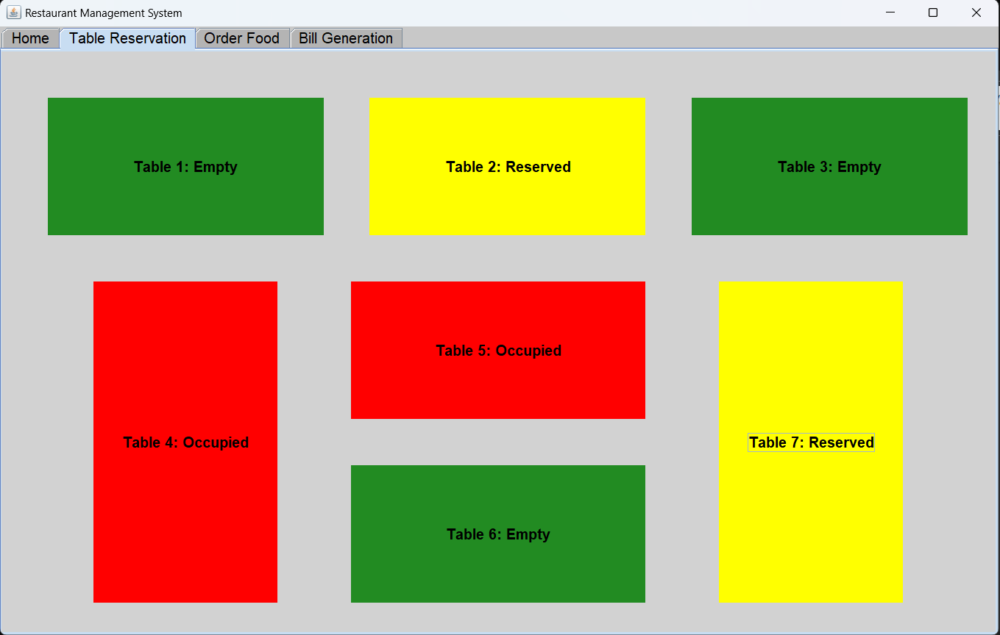 Restaurant Management System
Home Table Reservation Order Food Bill Generation
Table 1: Empty Table 2: Reserved Table 3: Empty
Table 5: Occupied
Table 4: Occupied Table 7: Reserved
Table 6: Empty